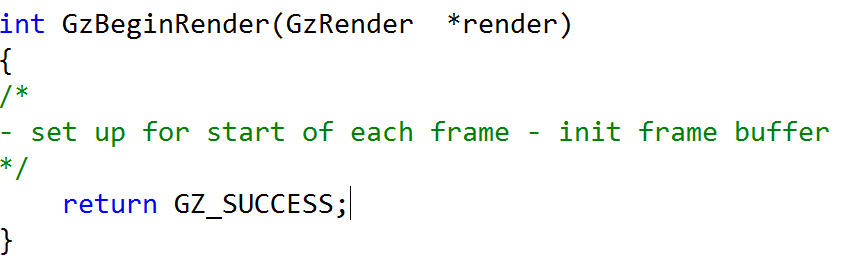 int GzBeginRender(GzRender  *render)
{
/*
- set up for start of each frame - init frame buffer
*/
    return GZ_SUCCESS;
}